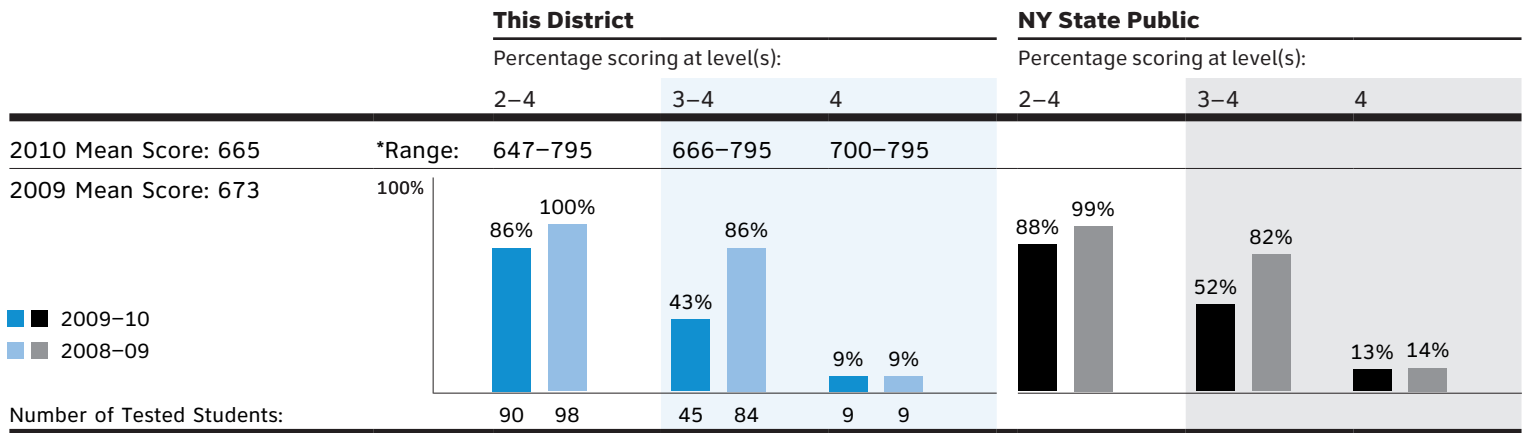 This District NY State Public
Percentage scoring at level(s): Percentage scoring at level(s):
2–4 3–4 4 2–4 3–4 4
2010 Mean Score: 665 *Range: 647–795 666–795 700–795
2009 Mean Score: 673 100%
86% 100% 43% 86% 9% 9% 88% 99% 52% 82% 13% 14%
2009–10
2008–09
Number of Tested Students: 90 98 45 84 9 9